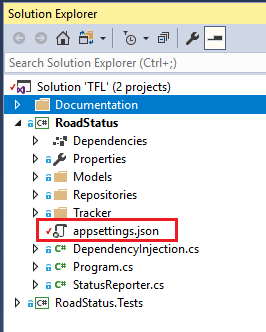 Solution Explorer
Search Solution Explorer (Ctrl+;)
Solution 'TFL' (2 projects)
Documentation
C# RoadStatus
Dependencies
Properties
Models
Repositories
Tracker
appsettings.json
C# DependencyInjection.cs
C# Program.cs
C# StatusReporter.cs
C# RoadStatus.Tests